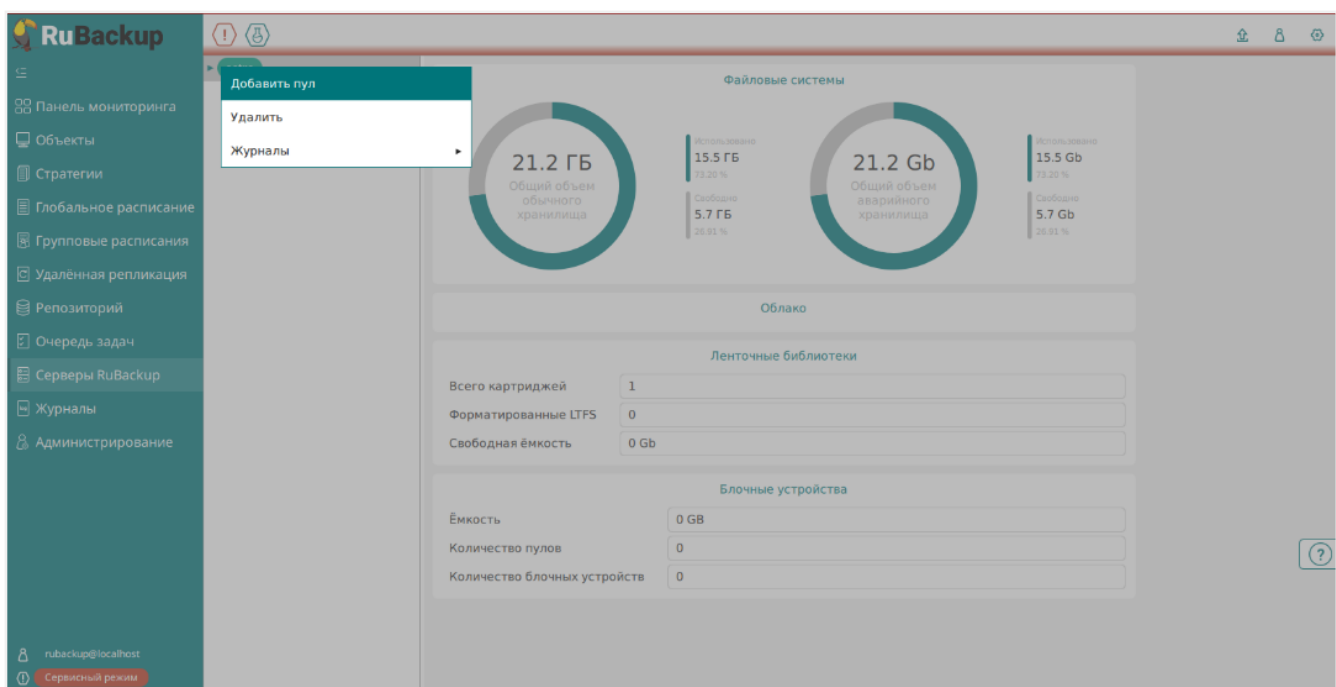 RuBackup
Панель мониторинга
Объекты
Стратегии
Глобальное расписание
Групповые расписания
Удалённая репликация
Репозиторий
Очередь задач
Серверы RuBackup
Журналы
Администрирование
rubackup@localhost
Сервисный режим
Добавить пул
Удалить
Журналы
Файловые системы
21.2 ГБ
Общий объем
обычного
хранилища
Использовано
15.5 ГБ
73.20 %
Свободно
5.7 ГБ
26.81 %
21.2 Gb
Общий объем
аварийного
хранилища
Использовано
15.5 Gb
73.20 %
Свободно
5.7 Gb
26.81 %
Облако
Ленточные библиотеки
Всего картриджей 1
Форматированные LTFS 0
Свободная ёмкость 0 Gb
Блочные устройства
Ёмкость 0 GB
Количество пулов 0
Количество блочных устройств 0